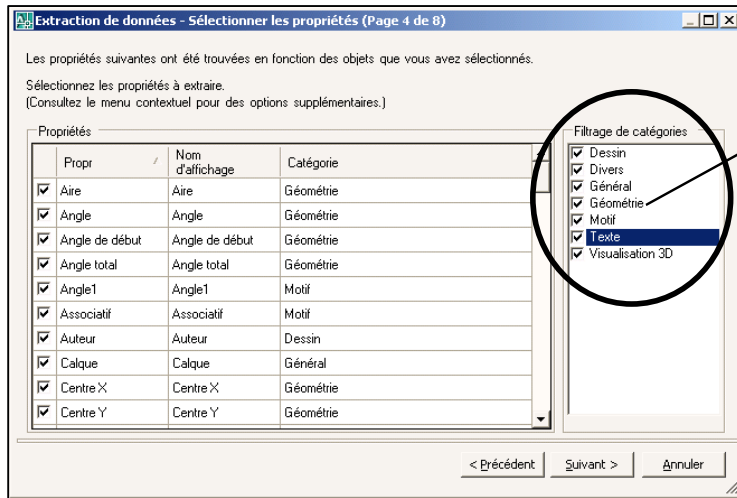 Extraction de données - Sélectionner les propriétés (Page 4 de 8)
Les propriétés suivantes ont été trouvées en fonction des objets que vous avez sélectionnés.
Sélectionnez les propriétés à extraire.
(Consultez le menu contextuel pour des options supplémentaires.)
Propriétés
Propr / Nom d'affichage Catégorie
Aire Aire Géométrie
Angle Angle Géométrie
Angle de début Angle de début Géométrie
Angle total Angle total Géométrie
Angle1 Angle1 Motif
Associatif Associatif Motif
Auteur Auteur Dessin
Calque Calque Général
Centre X Centre X Géométrie
Centre Y Centre Y Géométrie
Filtrage de catégories
Dessin
Divers
Général
Géométrie
Motif
Texte
Visualisation 3D
< Précédent Suivant > Annuler